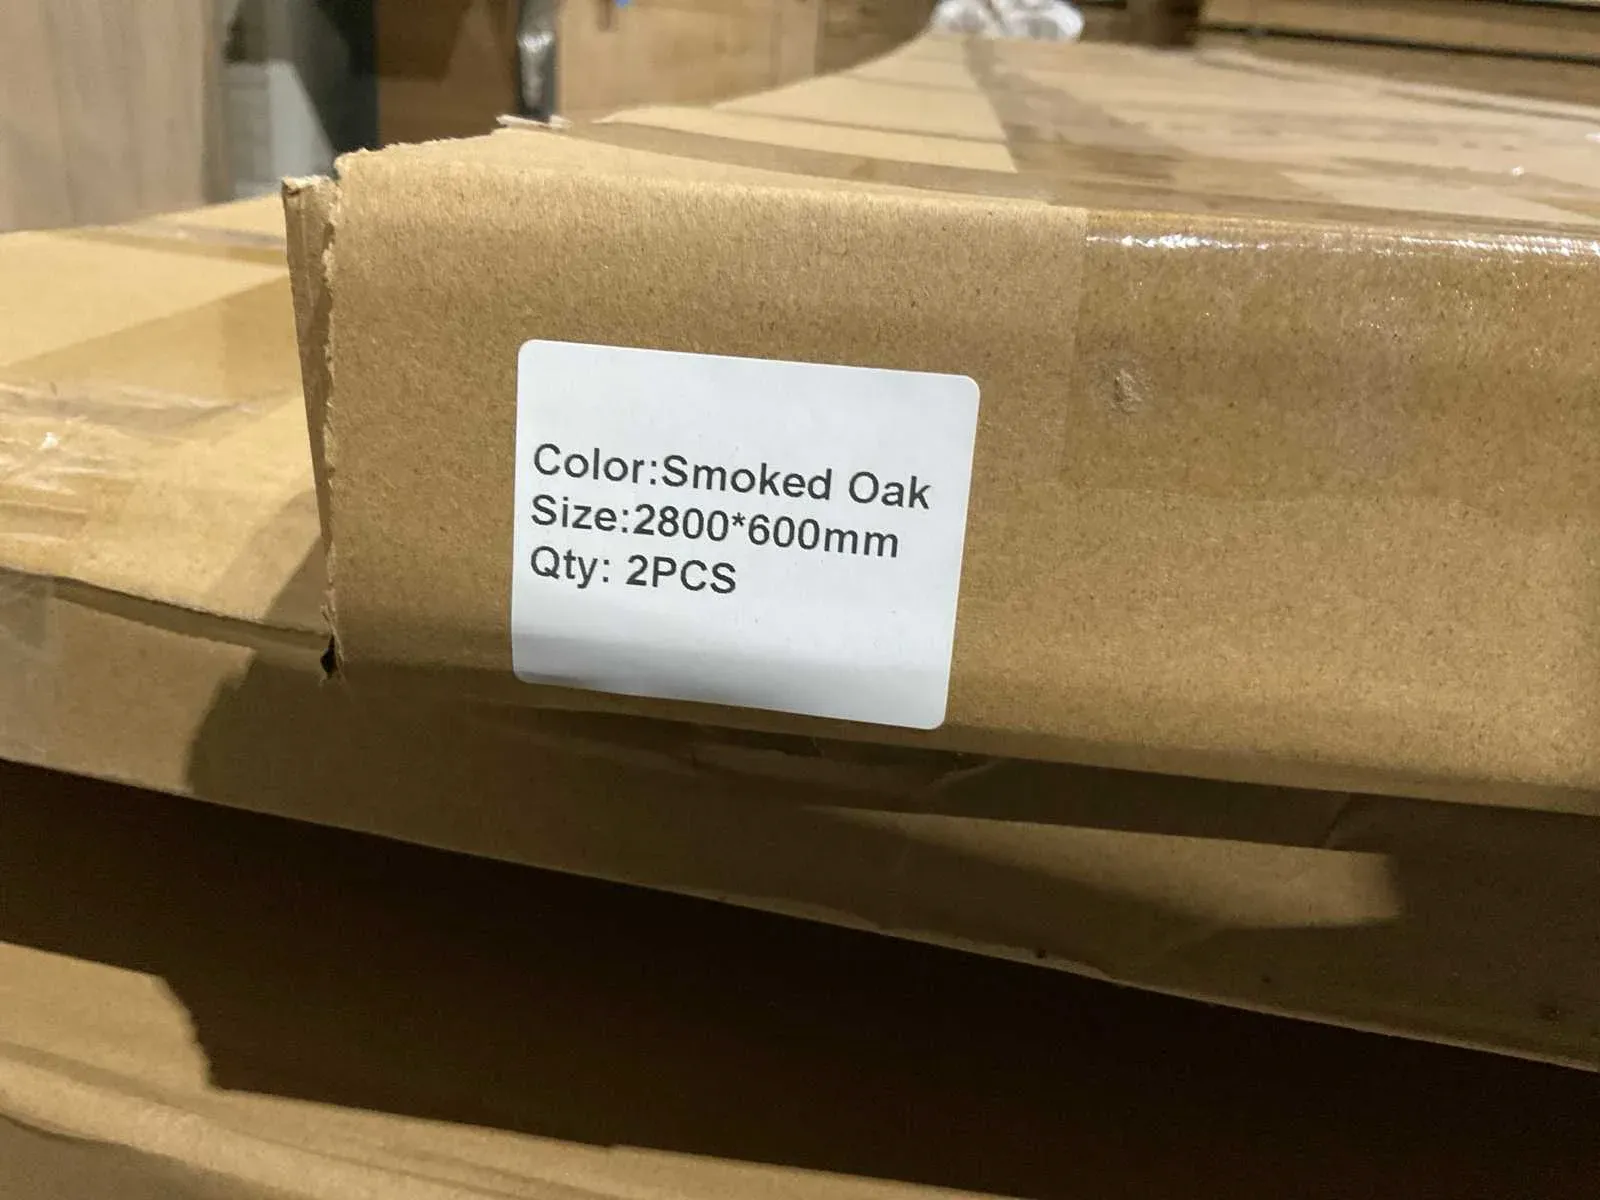 Color:Smoked Oak
Size:2800*600mm
Qty: 2PCS